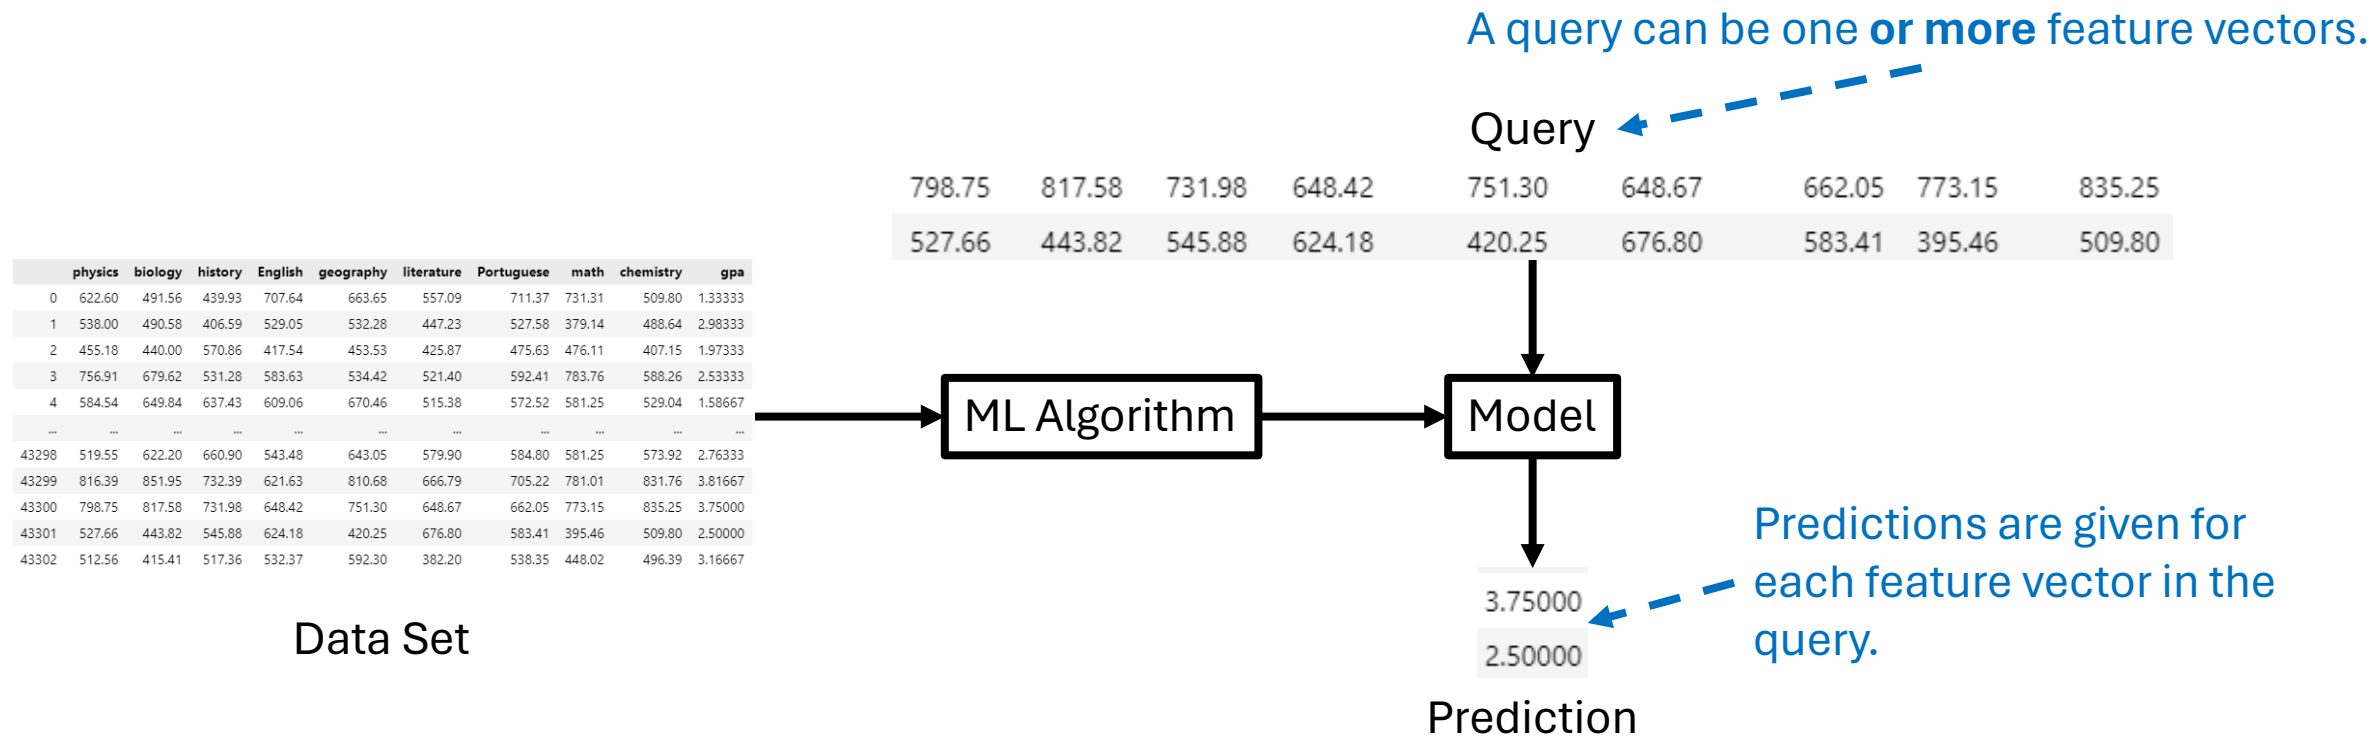 A query can be one or more feature vectors.
Query
798.75 817.58 731.98 648.42 751.30 648.67 662.05 773.15 835.25
527.66 443.82 545.88 624.18 420.25 676.80 583.41 395.46 509.80
physics biology history English geography literature Portuguese math chemistry gpa
0 622.60 491.56 439.93 707.64 663.65 557.09 711.37 731.31 509.80 1.33333
1 538.00 490.58 406.59 529.05 532.28 447.23 527.58 379.14 488.64 2.98333
2 455.18 440.00 570.86 417.54 453.53 425.87 475.63 476.11 407.15 1.97333
3 756.91 679.62 531.28 583.63 534.42 521.40 592.41 783.76 588.26 2.53333
4 584.54 649.84 637.43 609.06 670.46 515.38 572.52 581.25 529.04 1.58667
... ... ... ... ... ... ... ... ... ... ...
43298 519.55 622.20 660.90 543.48 643.05 579.90 584.80 581.25 573.92 2.76333
43299 816.39 851.95 732.39 621.63 810.68 666.79 705.22 781.01 831.76 3.81667
43300 798.75 817.58 731.98 648.42 751.30 648.67 662.05 773.15 835.25 3.75000
43301 527.66 443.82 545.88 624.18 420.25 676.80 583.41 395.46 509.80 2.50000
43302 512.56 415.41 517.36 532.37 592.30 382.20 538.35 448.02 496.39 3.16667
Data Set
ML Algorithm
Model
3.75000
2.50000
Prediction
Predictions are given for
each feature vector in the
query.